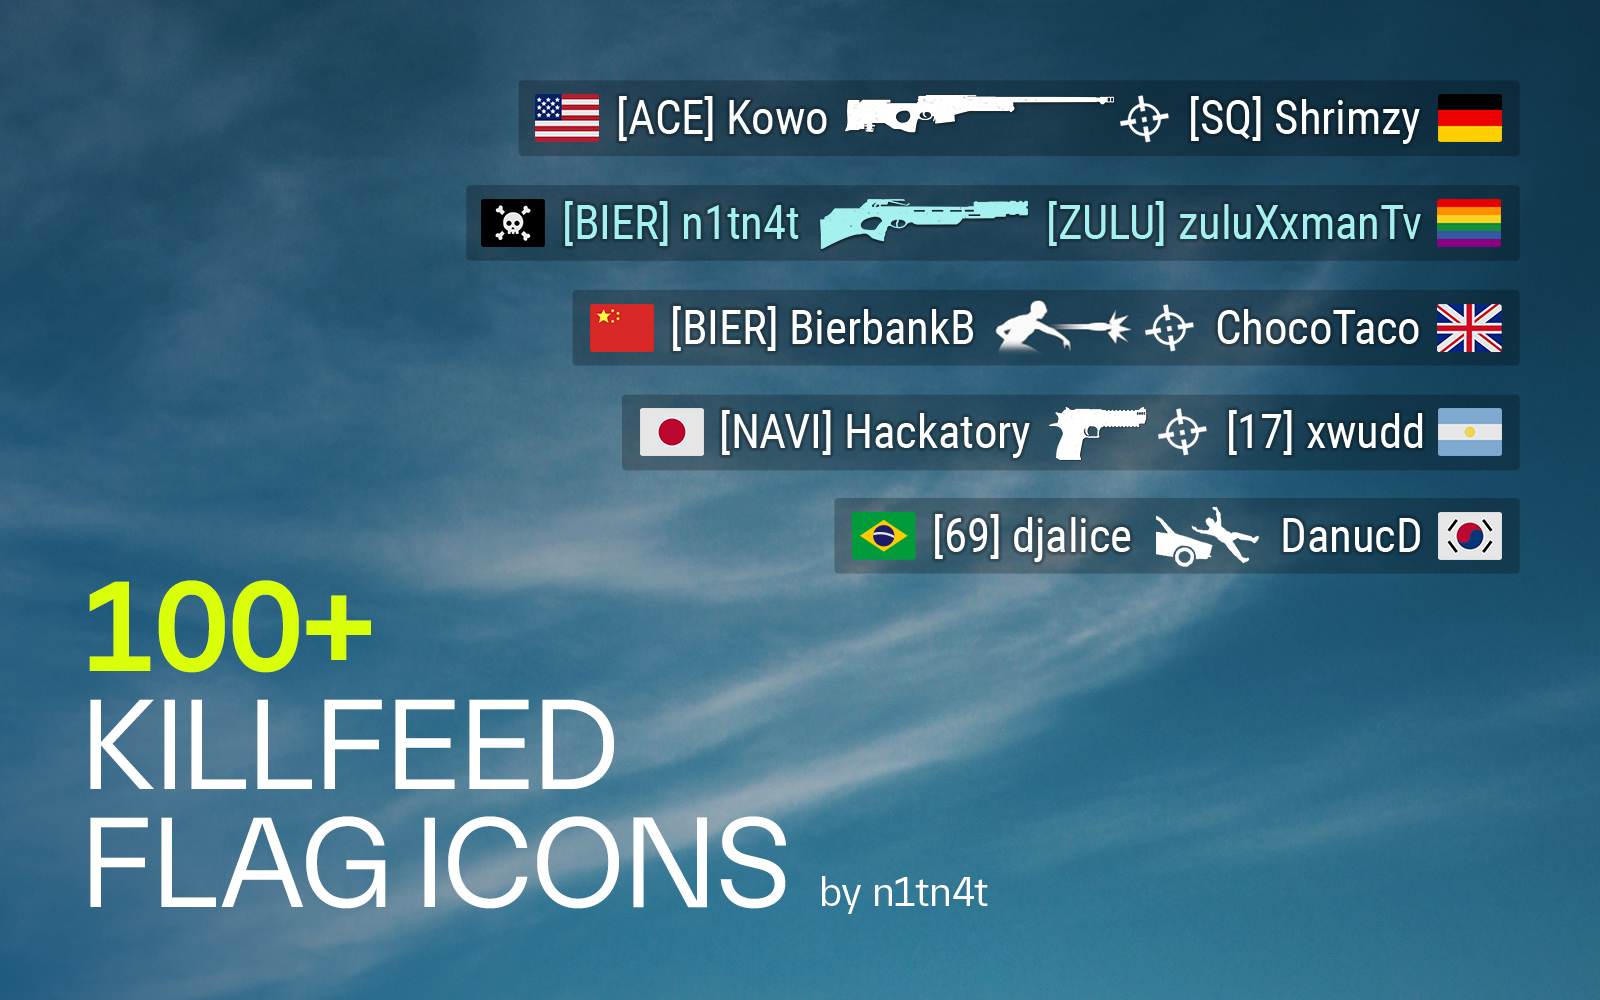 [ACE] Kowo [SQ] Shrimzy
[BIER] n1tn4t [ZULU] zuluXxmanTv
[BIER] BierbankB ChocoTaco
[NAVI] Hackatory [17] xwudd
[69] djalice DanucD
100+
KILLFEED
FLAG ICONS by n1tn4t